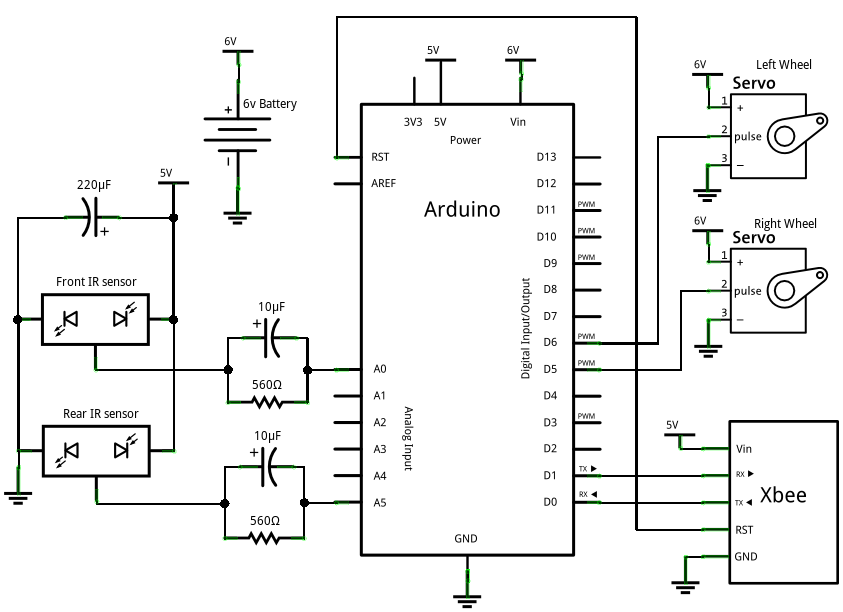 6V
5V
6V
6V
Left Wheel
Servo
1
+
2
pulse
3
−
+
6v Battery
−
3V3
5V
Vin
Power
RST
AREF
Arduino
D13
D12
D11
PWM
D10
PWM
D9
PWM
D8
D7
D6
PWM
D5
PWM
D4
D3
PWM
D2
D1
TX ▶
D0
RX ◀
Digital Input/Output
A0
A1
A2
A3
A4
A5
Analog Input
GND
5V
220µF
+
Front IR sensor
Rear IR sensor
10µF
+
560Ω
10µF
+
560Ω
6V
Right Wheel
Servo
1
+
2
pulse
3
−
5V
Vin
RX ▶
TX ◀
Xbee
RST
GND